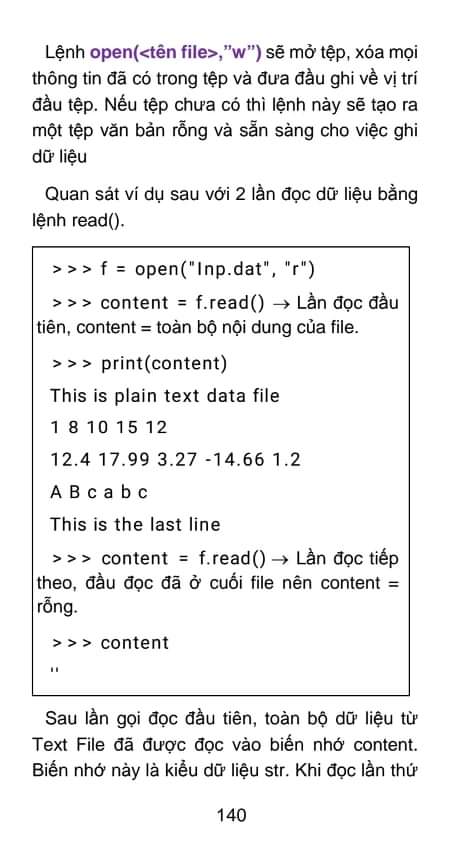 Lệnh open(<tên file>,”w”) sẽ mở tệp, xóa mọi
thông tin đã có trong tệp và đưa đầu ghi về vị trí
đầu tệp. Nếu tệp chưa có thì lệnh này sẽ tạo ra
một tệp văn bản rỗng và sẵn sàng cho việc ghi
dữ liệu
Quan sát ví dụ sau với 2 lần đọc dữ liệu bằng
lệnh read().
>>> f = open("Inp.dat", "r")
>>> content = f.read() → Lần đọc đầu
tiên, content = toàn bộ nội dung của file.
>>> print(content)
This is plain text data file
1 8 10 15 12
12.4 17.99 3.27 -14.66 1.2
A B c a b c
This is the last line
>>> content = f.read() → Lần đọc tiếp
theo, đầu đọc đã ở cuối file nên content =
rỗng.
>>> content
''
Sau lần gọi đọc đầu tiên, toàn bộ dữ liệu từ
Text File đã được đọc vào biến nhớ content.
Biến nhớ này là kiểu dữ liệu str. Khi đọc lần thứ
140